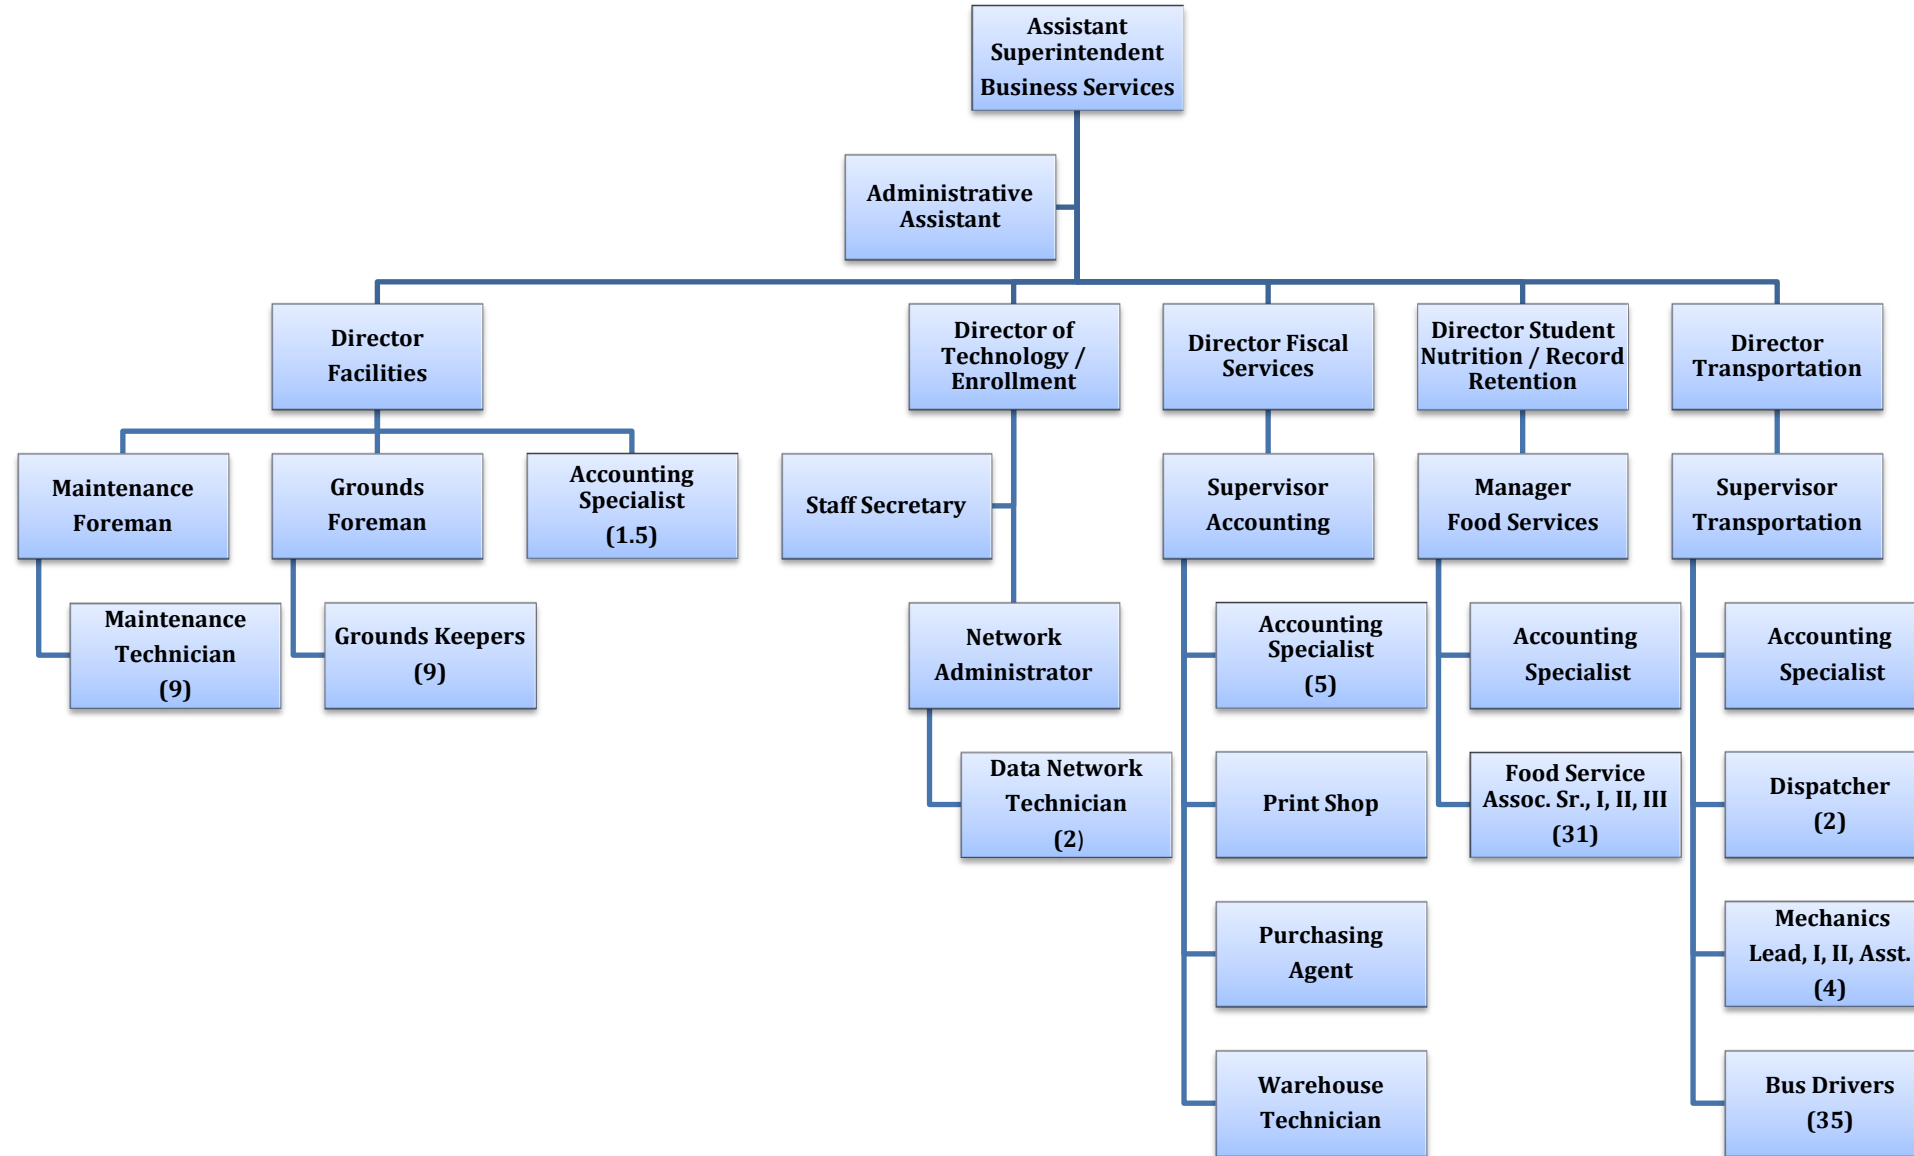 Assistant
Superintendent
Business Services
Administrative
Assistant
Director
Facilities
Director of
Technology /
Enrollment
Director Fiscal
Services
Director Student
Nutrition / Record
Retention
Director
Transportation
Maintenance
Foreman
Grounds
Foreman
Accounting
Specialist
(1.5)
Staff Secretary
Supervisor
Accounting
Manager
Food Services
Supervisor
Transportation
Maintenance
Technician
(9)
Grounds Keepers
(9)
Network
Administrator
Accounting
Specialist
(5)
Accounting
Specialist
Accounting
Specialist
Data Network
Technician
(2)
Print Shop
Food Service
Assoc. Sr., I, II, III
(31)
Dispatcher
(2)
Purchasing
Agent
Mechanics
Lead, I, II, Asst.
(4)
Warehouse
Technician
Bus Drivers
(35)